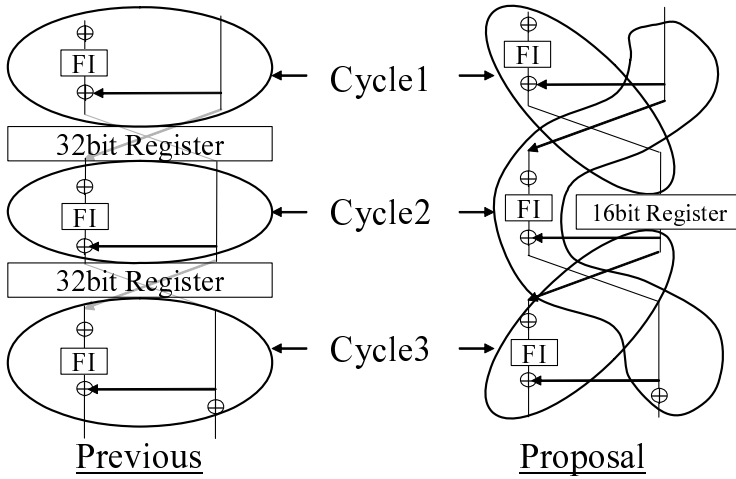 FI
FI
Cycle1
32bit Register
FI
FI
Cycle2
16bit Register
32bit Register
FI
FI
Cycle3
Previous
Proposal